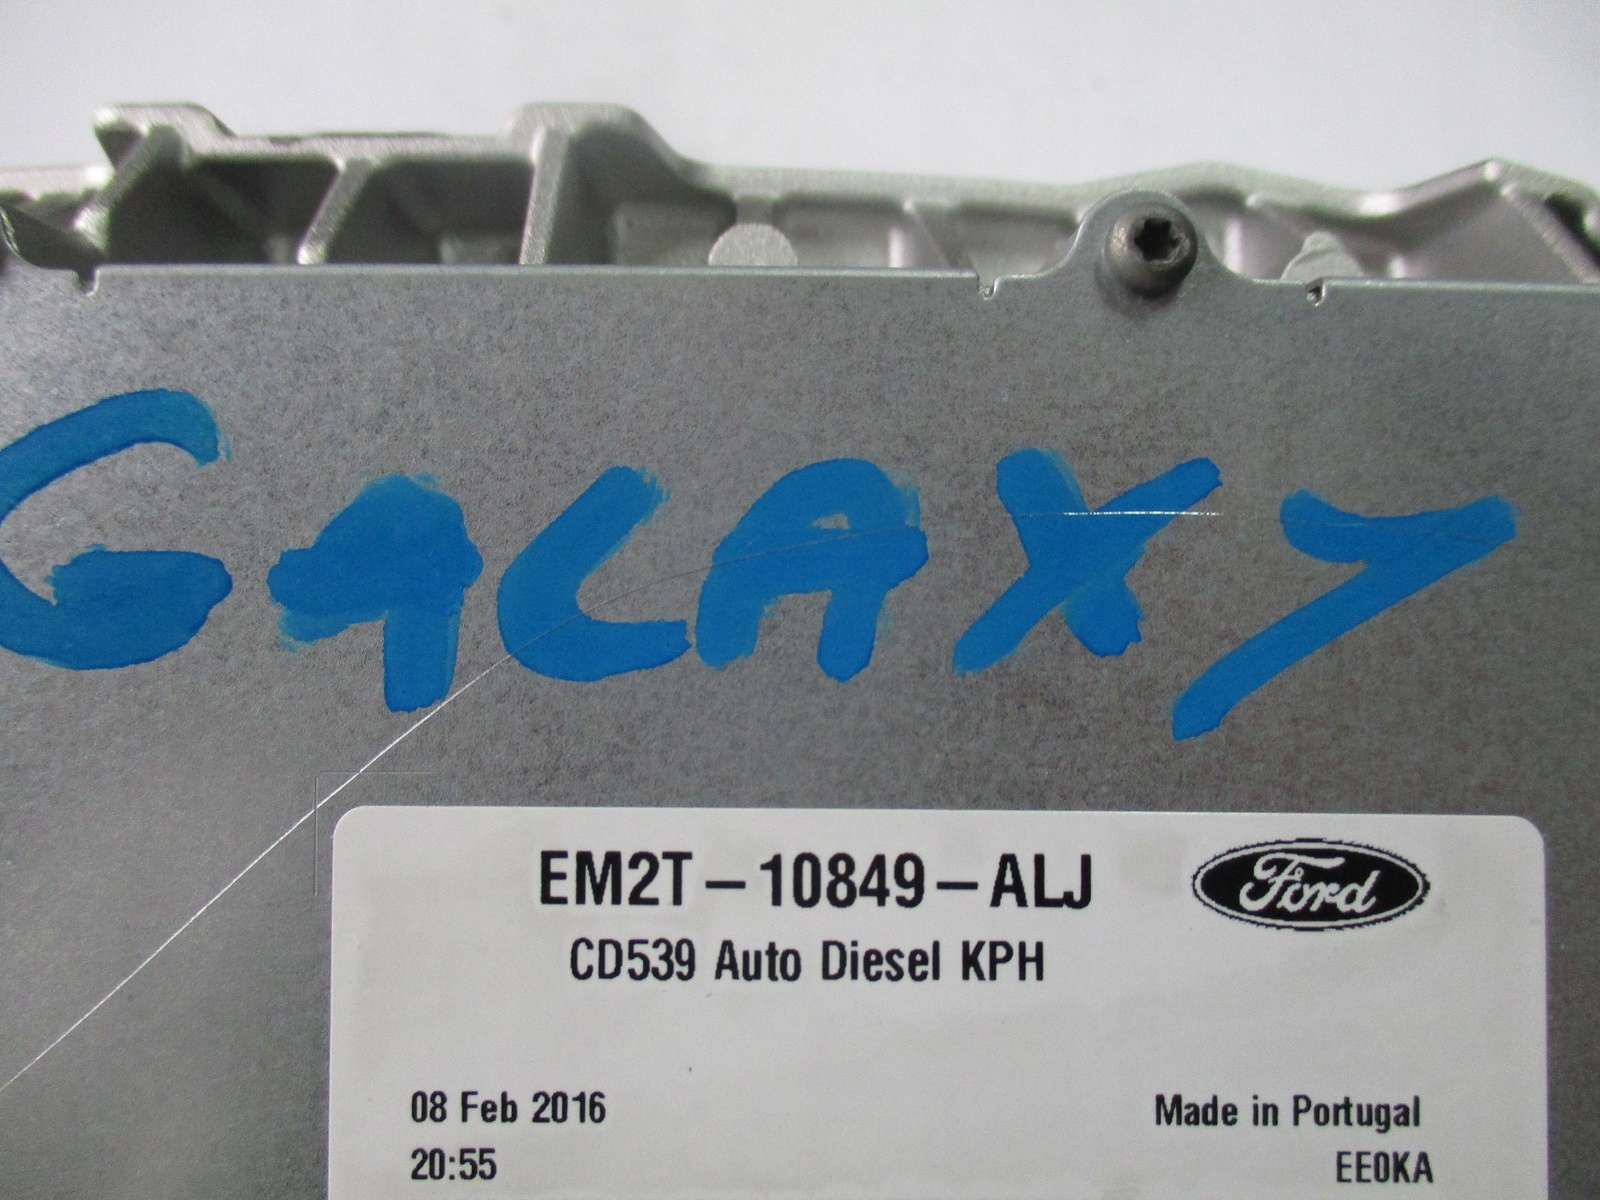 GALAXY
EM2T-10849-ALJ
Ford
CD539 Auto Diesel KPH
08 Feb 2016
Made in Portugal
20:55
EE0KA